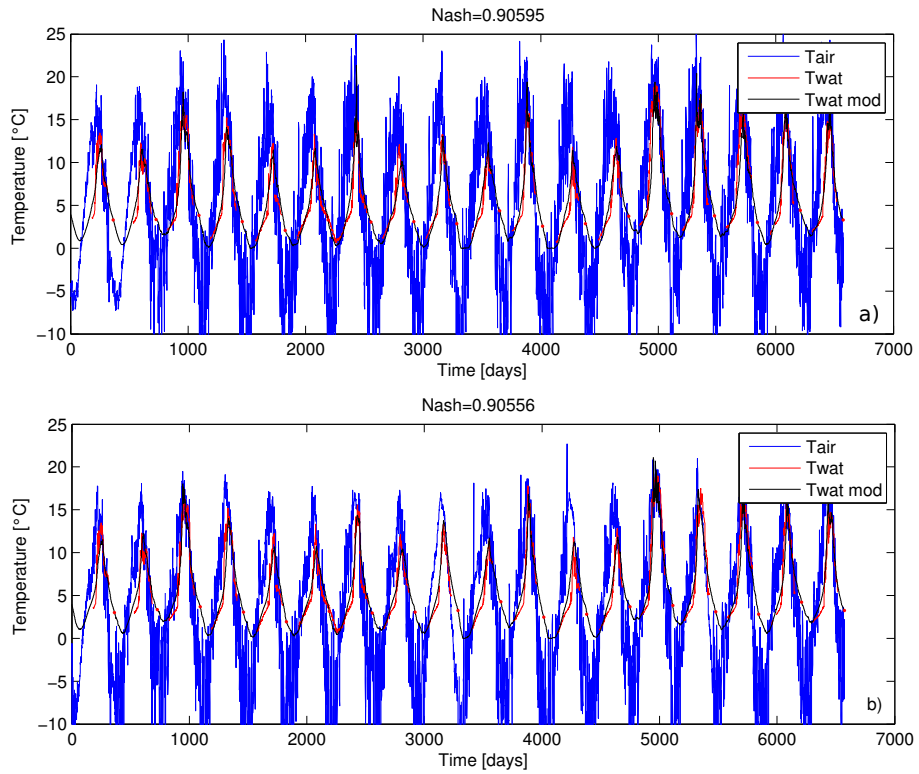 Nash=0.90595
25
20
15
10
5
0
−5
−10
Temperature [°C]
Tair
Twat
Twat mod
a)
0 1000 2000 3000 4000 5000 6000 7000
Time [days]
Nash=0.90556
25
20
15
10
5
0
−5
−10
Temperature [°C]
Tair
Twat
Twat mod
b)
0 1000 2000 3000 4000 5000 6000 7000
Time [days]